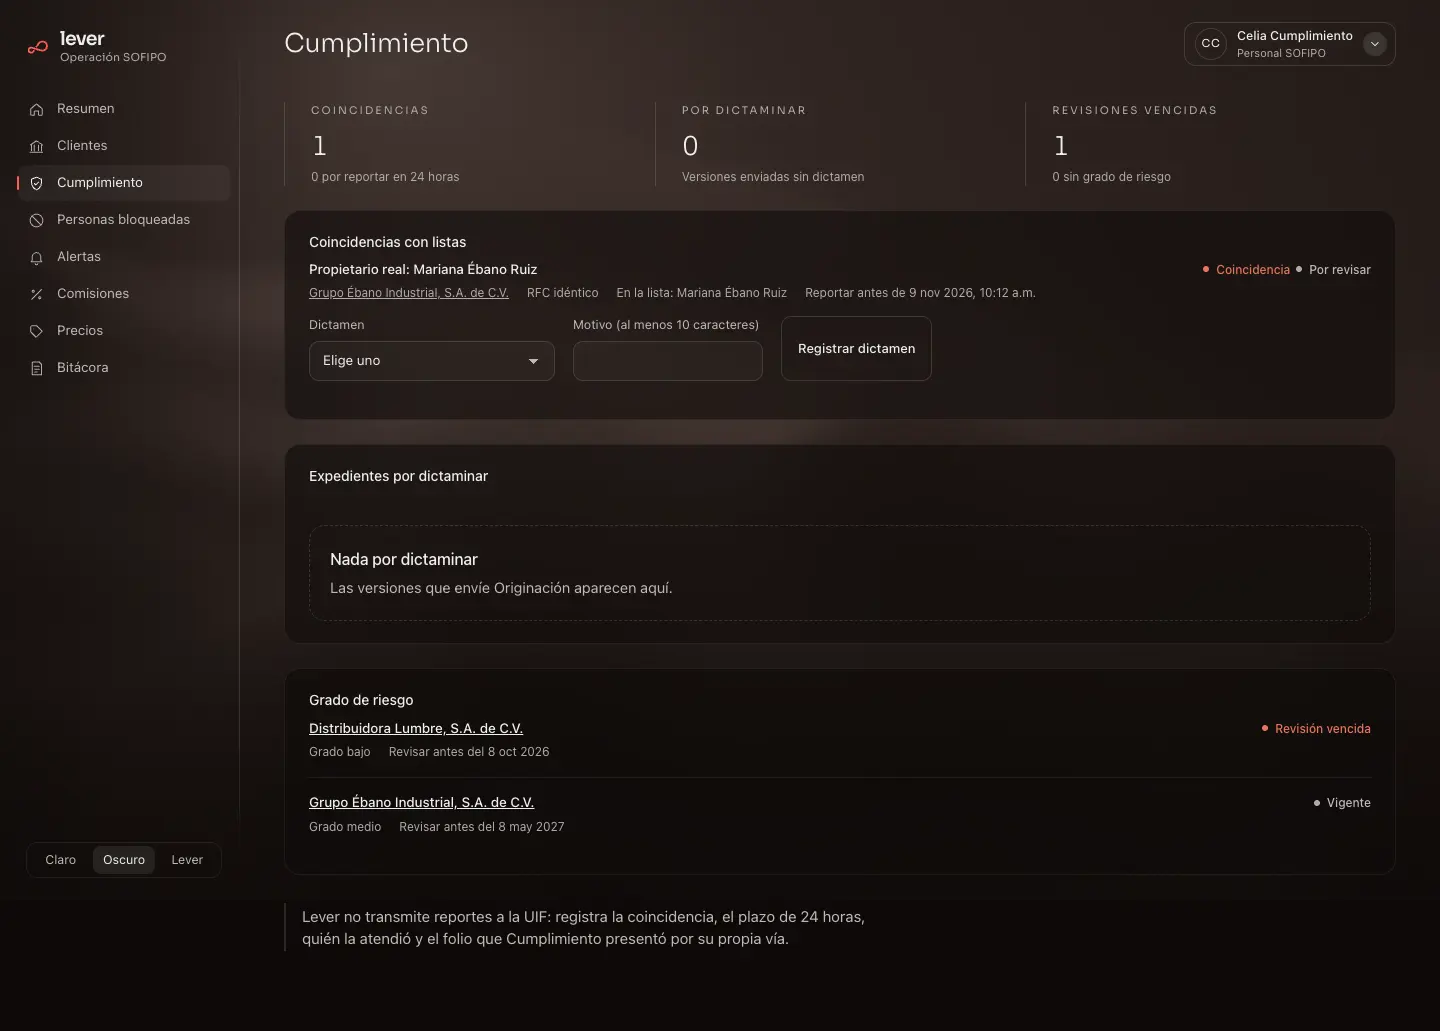 lever
Operación SOFIPO
Resumen
Clientes
Cumplimiento
Personas bloqueadas
Alertas
Comisiones
Precios
Bitácora
Claro
Oscuro
Lever
Cumplimiento
CC
Celia Cumplimiento
Personal SOFIPO
COINCIDENCIAS
1
0 por reportar en 24 horas
POR DICTAMINAR
0
Versiones enviadas sin dictamen
REVISIONES VENCIDAS
1
0 sin grado de riesgo
Coincidencias con listas
Propietario real: Mariana Ébano Ruiz
Coincidencia
Por revisar
Grupo Ébano Industrial, S.A. de C.V.
RFC idéntico
En la lista: Mariana Ébano Ruiz
Reportar antes de 9 nov 2026, 10:12 a.m.
Dictamen
Elige uno
Motivo (al menos 10 caracteres)
Registrar dictamen
Expedientes por dictaminar
Nada por dictaminar
Las versiones que envíe Originación aparecen aquí.
Grado de riesgo
Distribuidora Lumbre, S.A. de C.V.
Revisión vencida
Grado bajo
Revisar antes del 8 oct 2026
Grupo Ébano Industrial, S.A. de C.V.
Vigente
Grado medio
Revisar antes del 8 may 2027
Lever no transmite reportes a la UIF: registra la coincidencia, el plazo de 24 horas,
quién la atendió y el folio que Cumplimiento presentó por su propia vía.